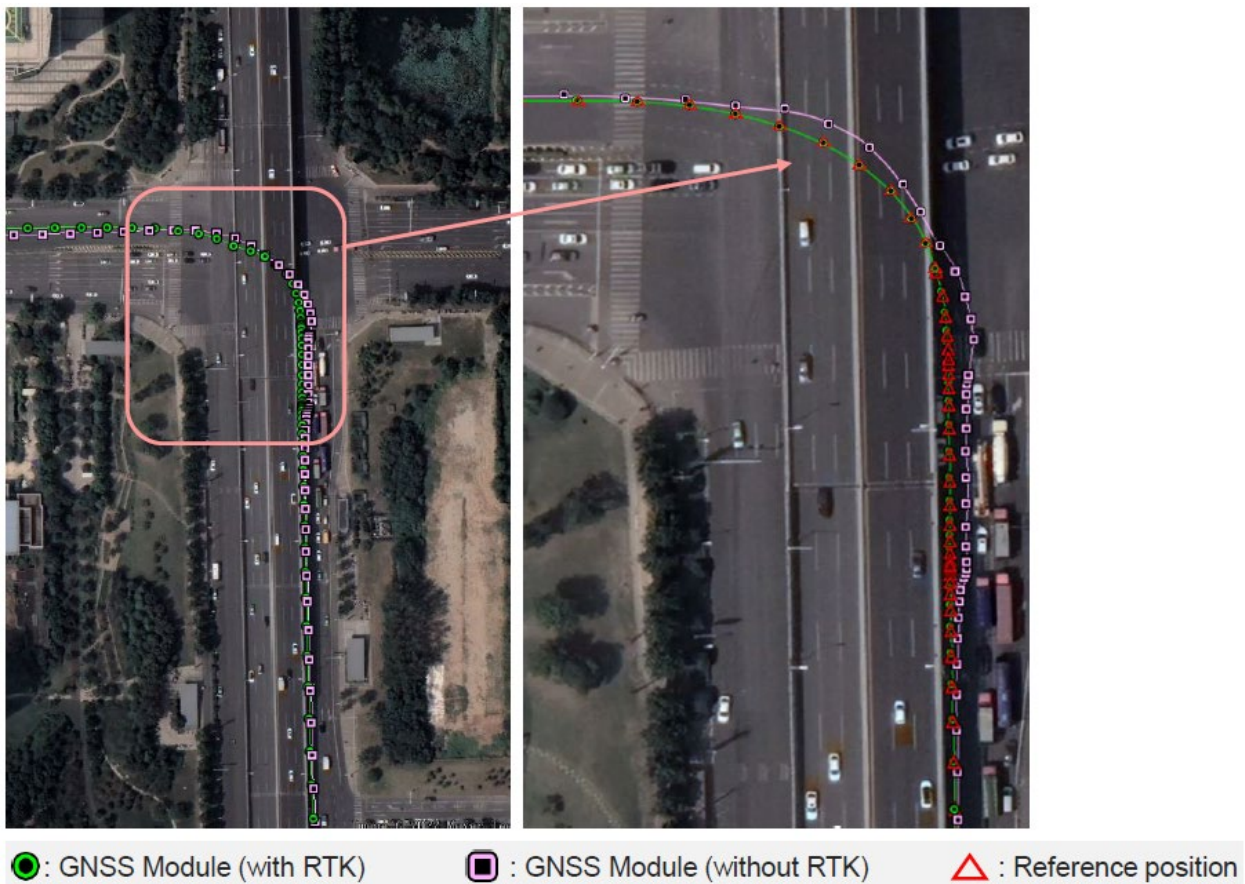 : GNSS Module (with RTK) : GNSS Module (without RTK) : Reference position